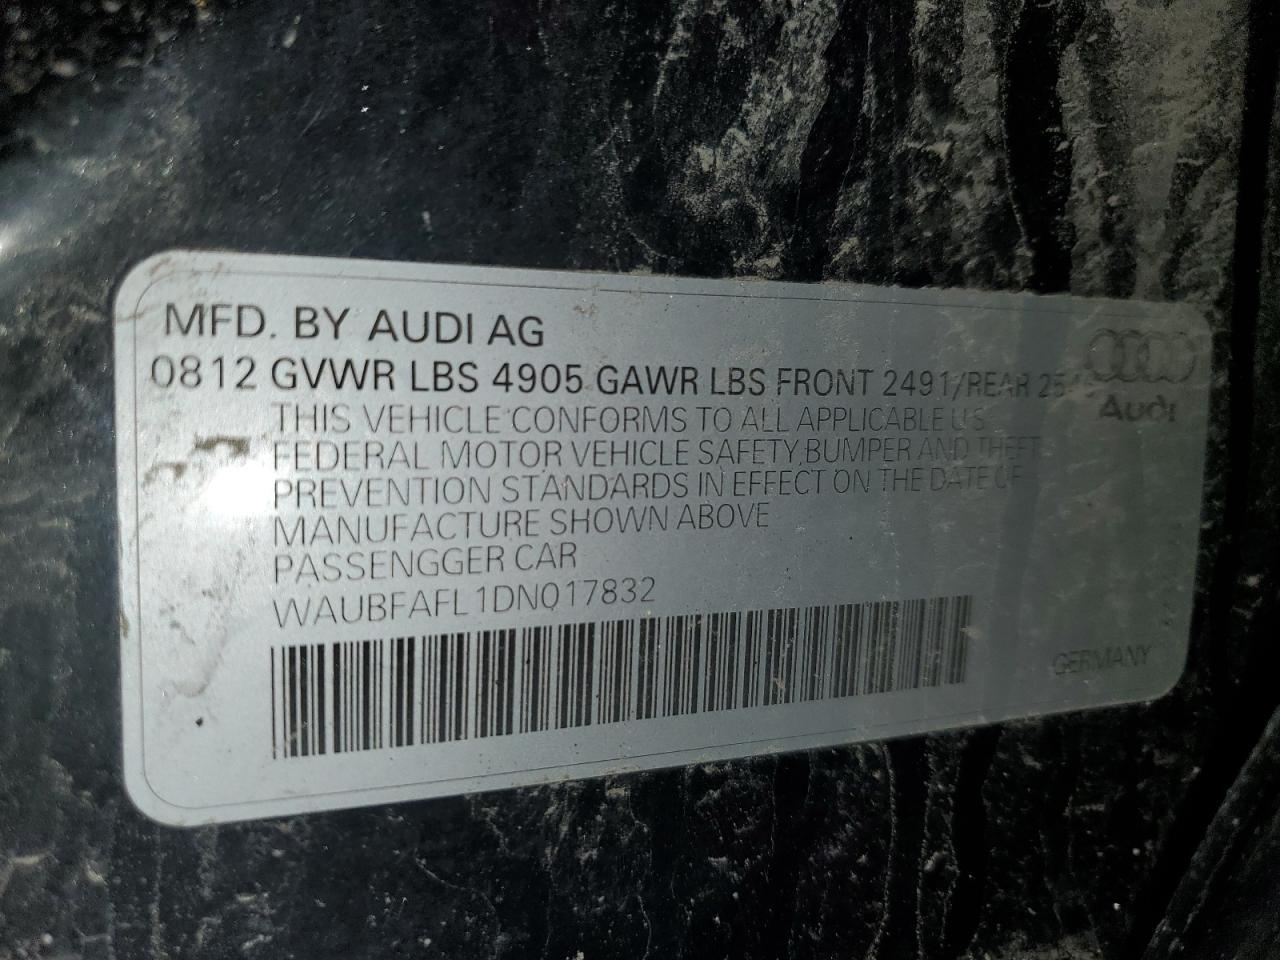 MFD. BY AUDI AG
0812 GVWR LBS 4905 GAWR LBS FRONT 2491/REAR
THIS VEHICLE CONFORMS TO ALL APPLICABLE U.S.
FEDERAL MOTOR VEHICLE SAFETY, BUMPER AND THEFT
PREVENTION STANDARDS IN EFFECT ON THE DATE OF
MANUFACTURE SHOWN ABOVE
PASSENGGER CAR
WAUBFAFL1DN017832
Audi
GERMANY